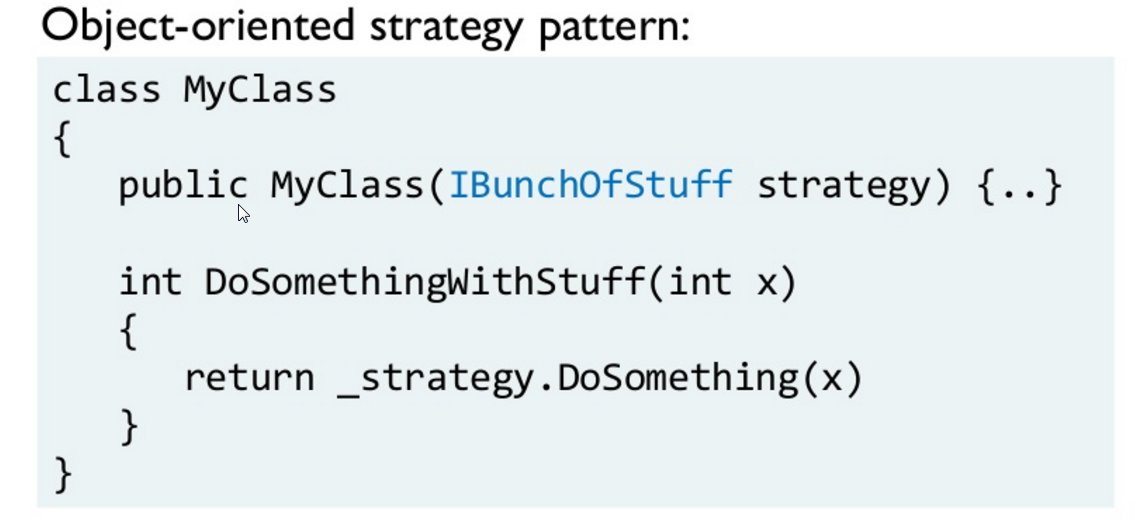 Object-oriented strategy pattern:
class MyClass
{
public MyClass(IBunchOfStuff strategy) {..}
int DoSomethingWithStuff(int x)
{
return _strategy.DoSomething(x)
}
}